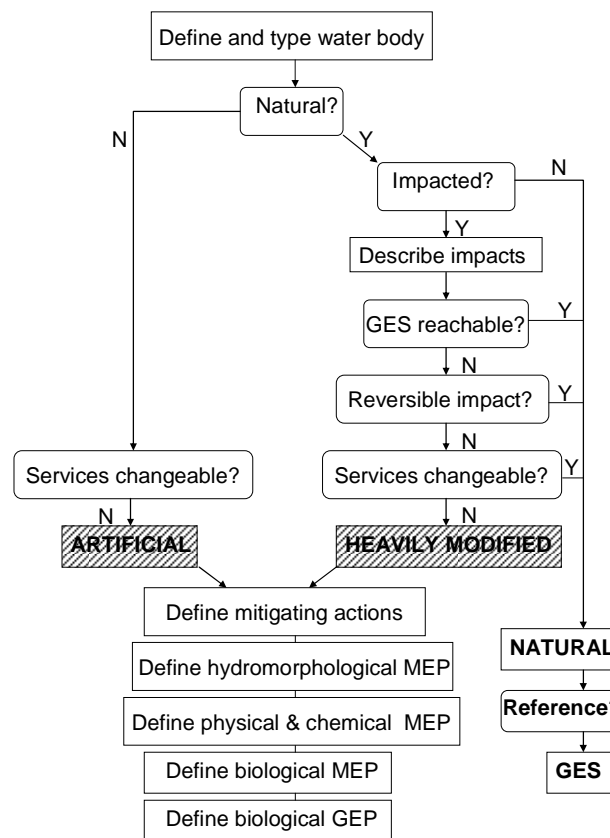 Define and type water body
Natural?
N
Y
Impacted?
N
Y
Describe impacts
GES reachable?
Y
N
Reversible impact?
Y
N
Services changeable?
Services changeable?
Y
N
N
ARTIFICIAL
HEAVILY MODIFIED
Define mitigating actions
Define hydromorphological MEP
NATURAL
Define physical & chemical MEP
Reference?
Define biological MEP
GES
Define biological GEP